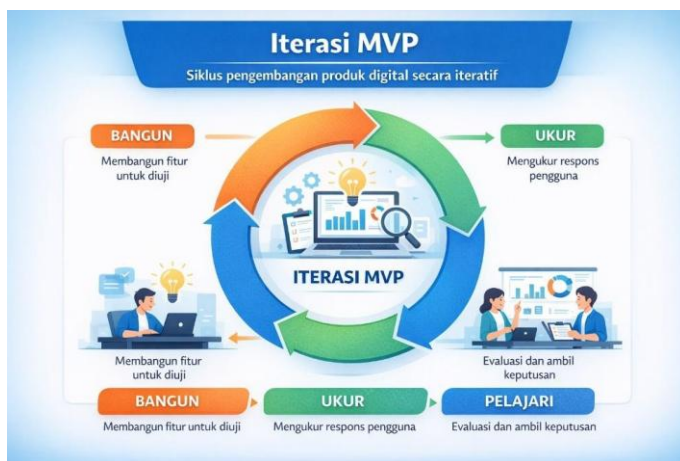 Iterasi MVP
Siklus pengembangan produk digital secara iteratif
BANGUN
Membangun fitur
untuk diuji
UKUR
Mengukur respons
pengguna
ITERASI MVP
Membangun fitur
untuk diuji
Evaluasi dan ambil
keputusan
BANGUN
UKUR
PELAJARI
Membangun fitur untuk diuji
Mengukur respons pengguna
Evaluasi dan ambil keputusan